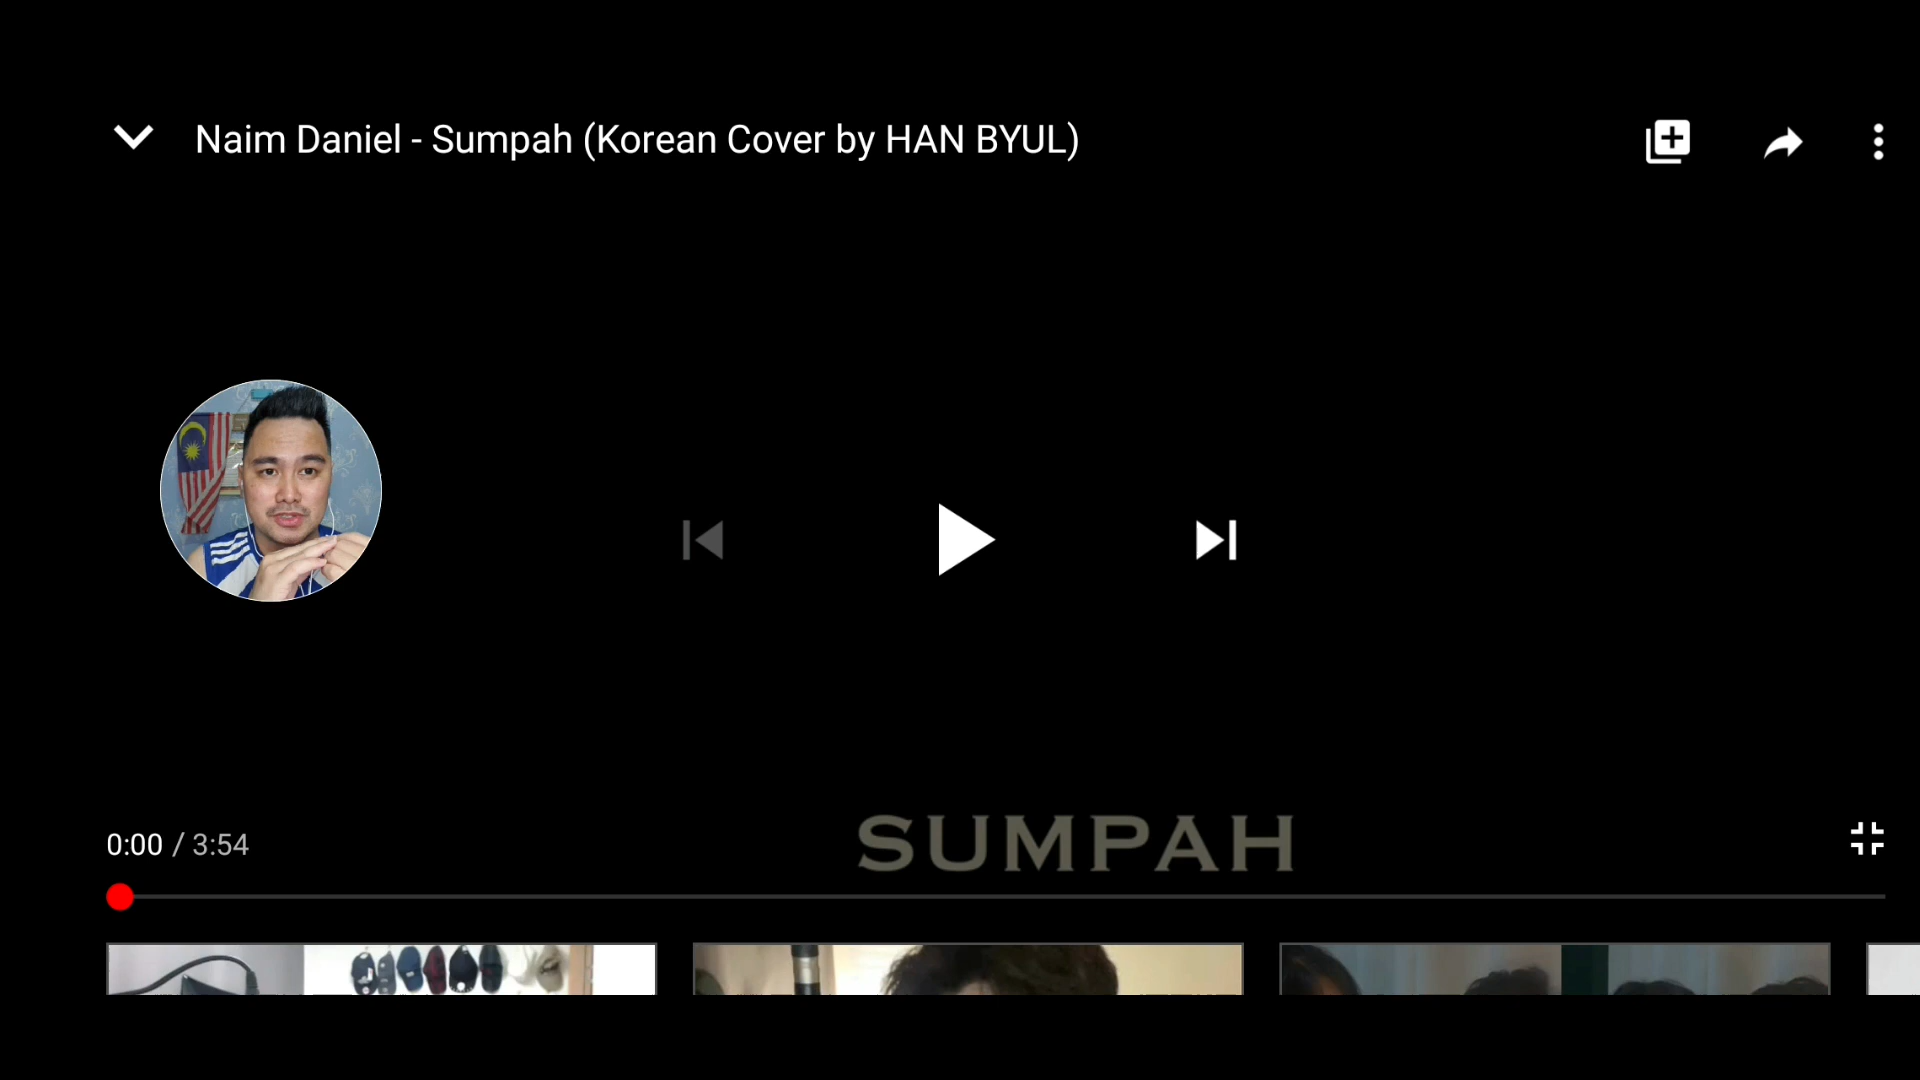 Naim Daniel - Sumpah (Korean Cover by HAN BYUL)
0:00 / 3:54
SUMPAH